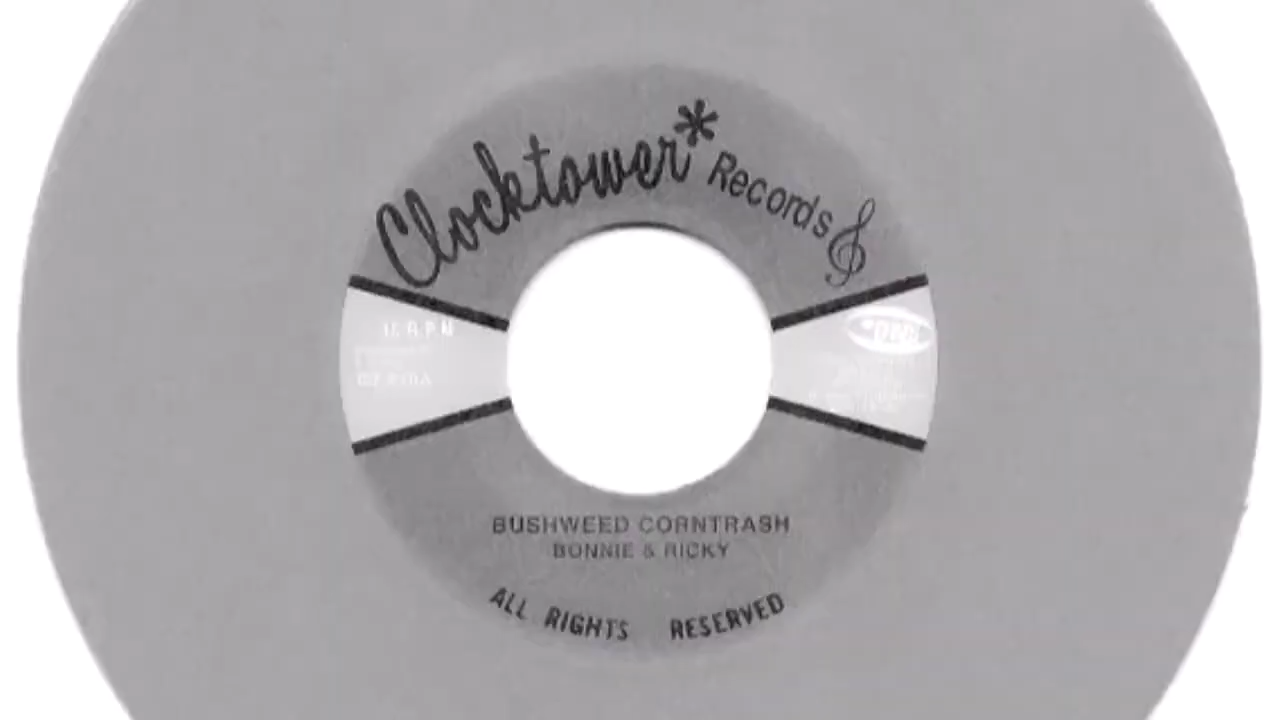 Clocktower* Records
BUSHWEED CORNTRASH
BONNIE & RICKY
ALL RIGHTS RESERVED